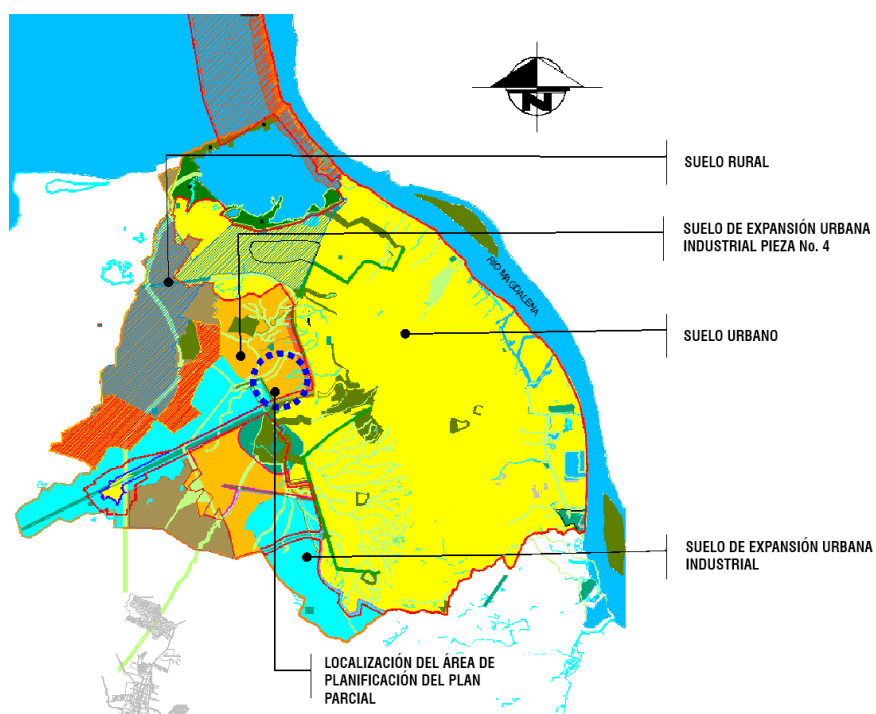 N
SUELO RURAL
SUELO DE EXPANSIÓN URBANA
INDUSTRIAL PIEZA No. 4
RIO MAGDALENA
SUELO URBANO
SUELO DE EXPANSIÓN URBANA
INDUSTRIAL
LOCALIZACIÓN DEL ÁREA DE
PLANIFICACIÓN DEL PLAN
PARCIAL